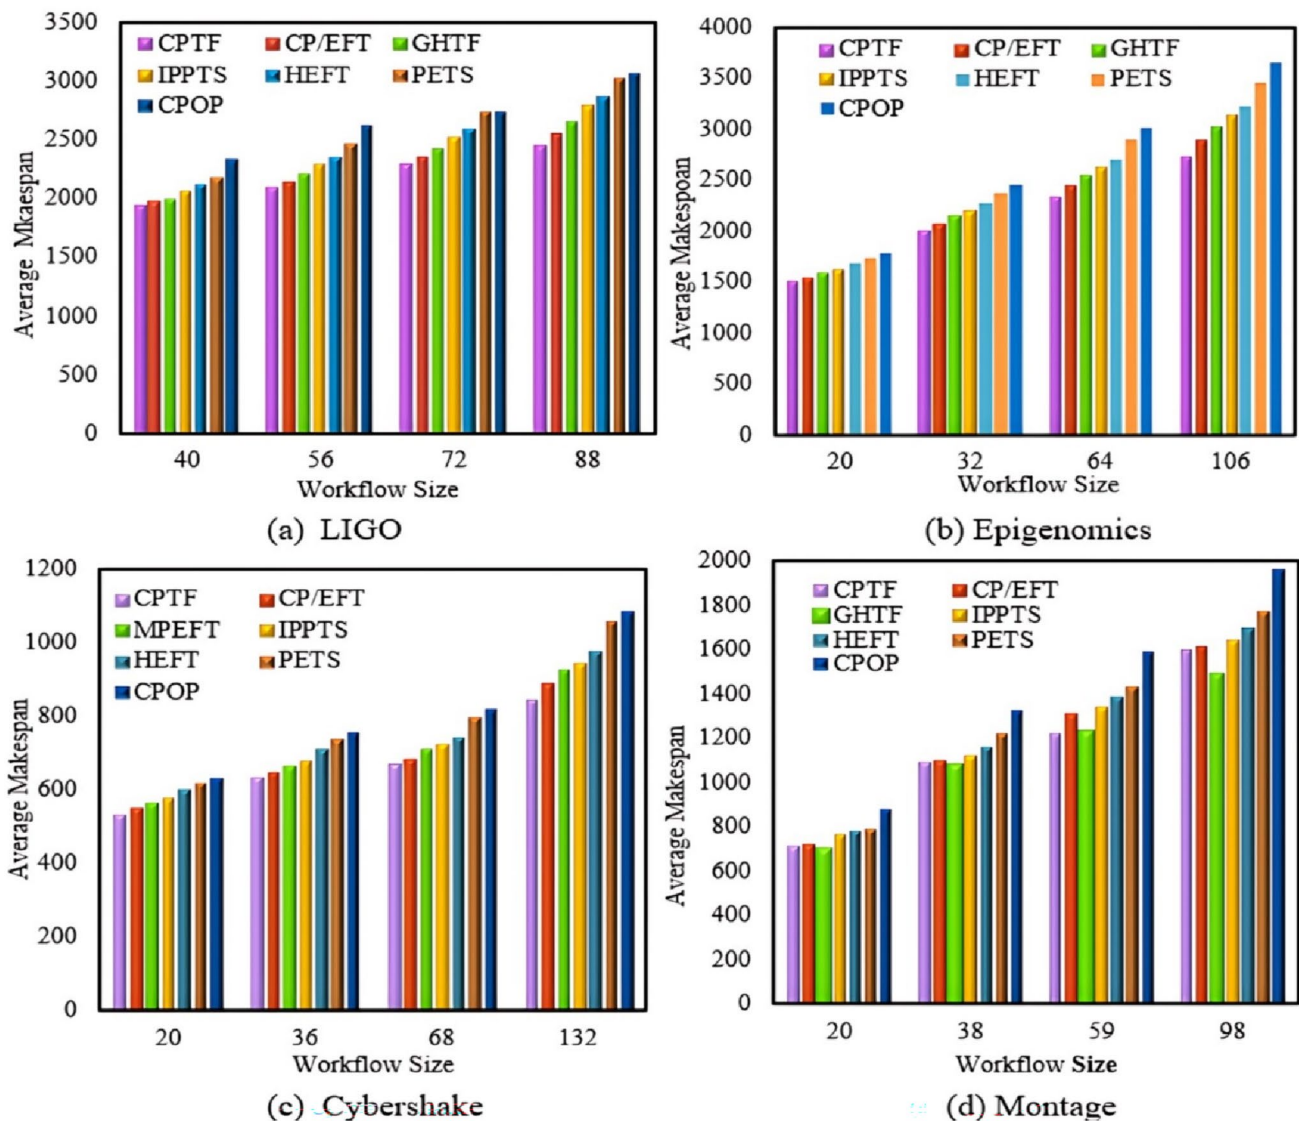 3500
3000
2500
2000
1500
1000
500
0
Average Mkaespan
CPTF CP/EFT GHTF
IPPTS HEFT PETS
CPOP
40 56 72 88
Workflow Size
(a) LIGO
4000
3500
3000
2500
2000
1500
1000
500
0
Average Makespoan
CPTF CP/EFT GHTF
IPPTS HEFT PETS
CPOP
20 32 64 106
Workflow Size
(b) Epigenomics
1200
1000
800
600
400
200
0
Average Makespan
CPTF CP/EFT
MPEFT IPPTS
HEFT PETS
CPOP
20 36 68 132
Workflow Size
(c) Cybershake
2000
1800
1600
1400
1200
1000
800
600
400
200
0
Average Makespan
CPTF CP/EFT
GHTF IPPTS
HEFT PETS
CPOP
20 38 59 98
Workflow Size
(d) Montage